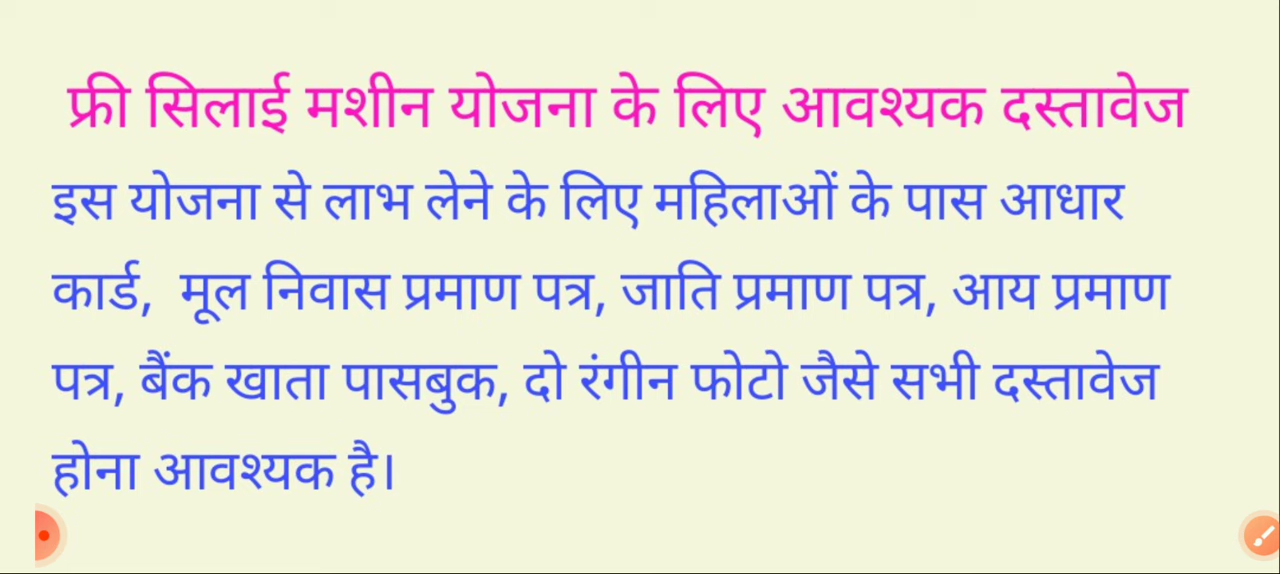 फ्री सिलाई मशीन योजना के लिए आवश्यक दस्तावेज
इस योजना से लाभ लेने के लिए महिलाओं के पास आधार
कार्ड, मूल निवास प्रमाण पत्र, जाति प्रमाण पत्र, आय प्रमाण
पत्र, बैंक खाता पासबुक, दो रंगीन फोटो जैसे सभी दस्तावेज
होना आवश्यक है।